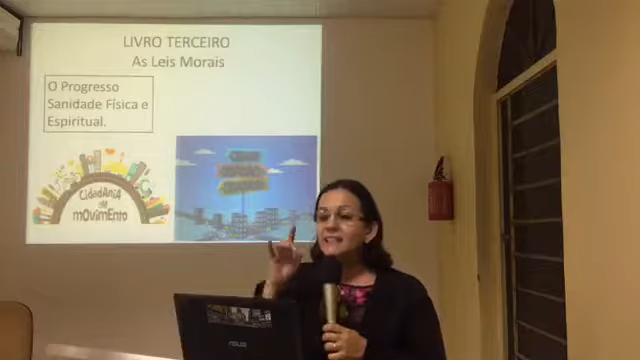 LIVRO TERCEIRO
As Leis Morais
O Progresso
Sanidade Física e
Espiritual.
CidadAniA
eM
mOvimEnto
ASUS